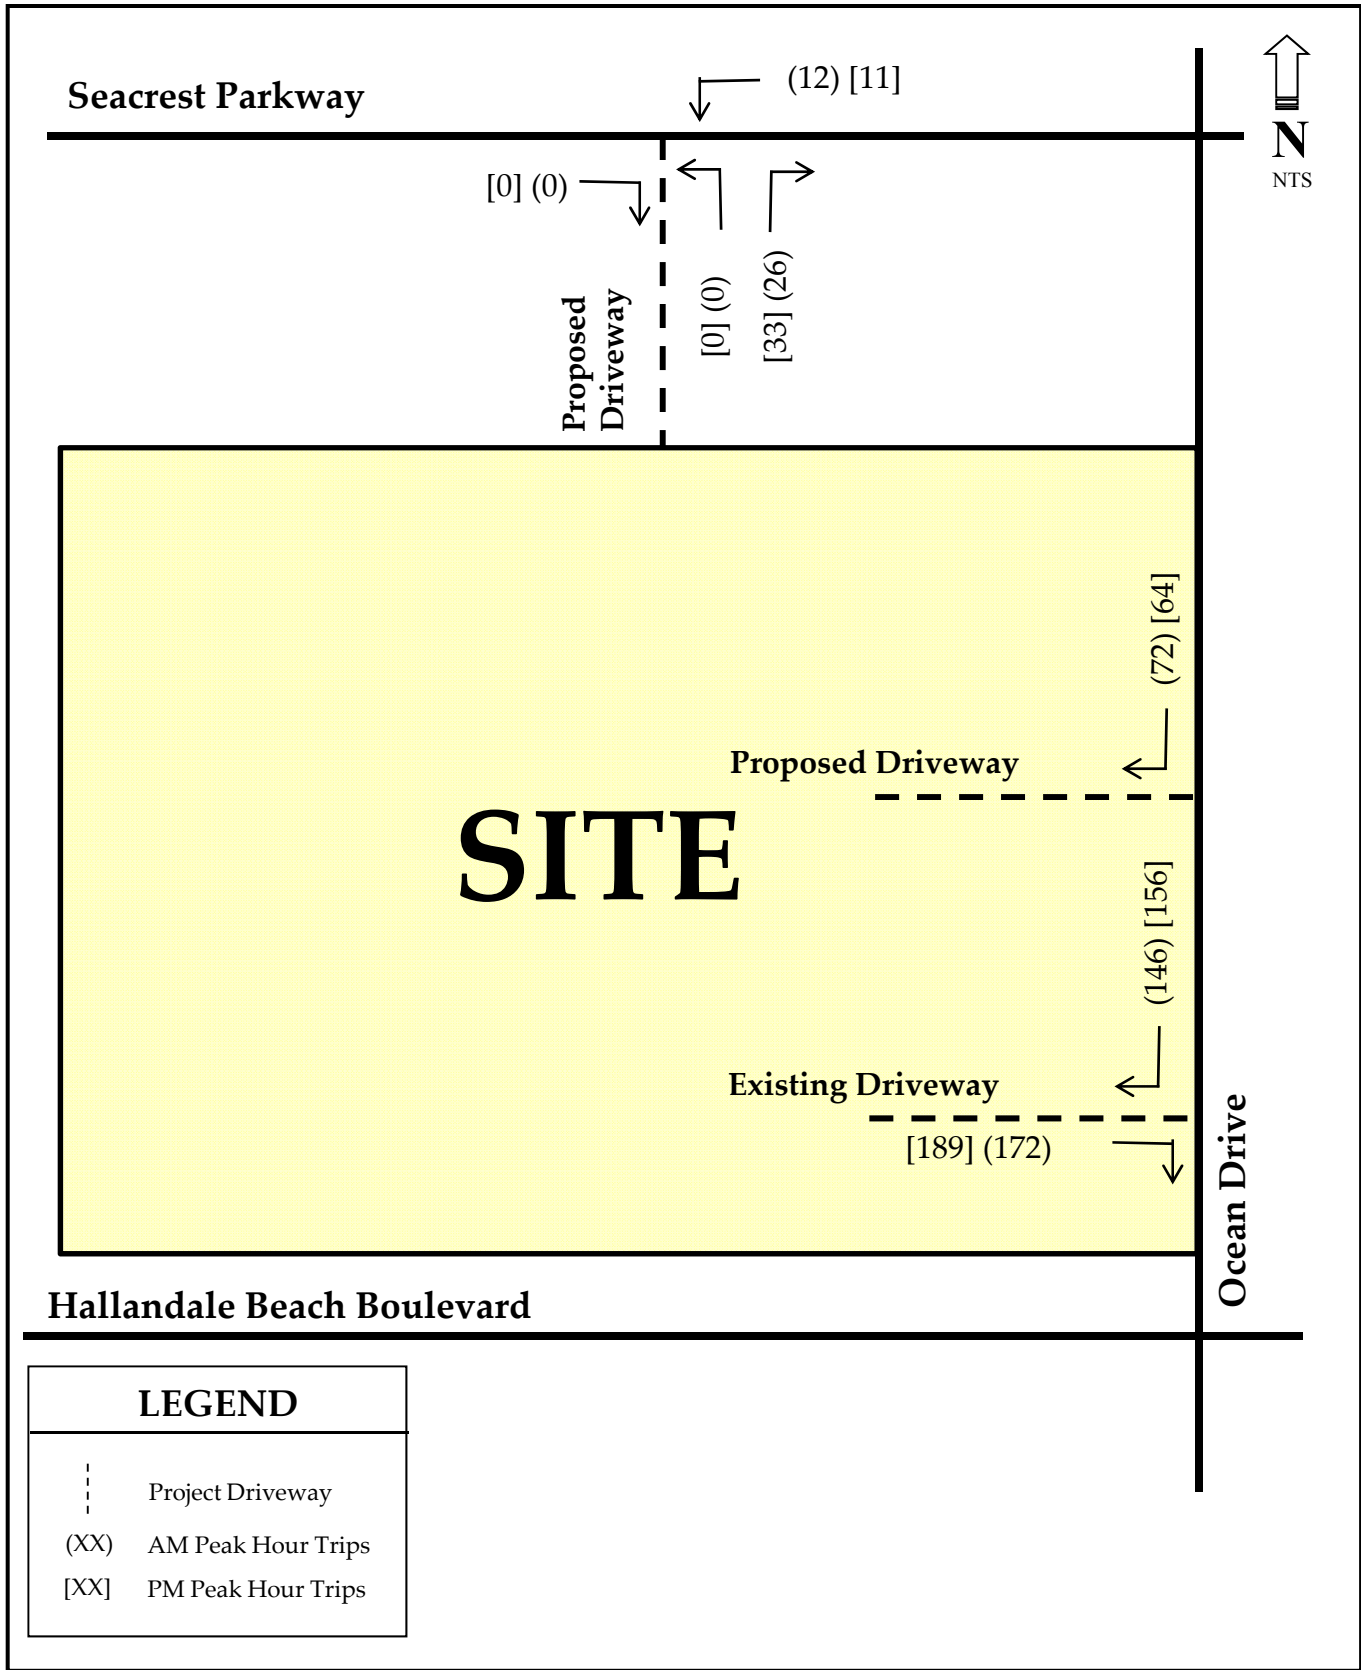 Seacrest Parkway
(12) [11]
N
NTS
[0] (0)
[0] (0)
[33] (26)
Proposed
Driveway
(72) [64]
Proposed Driveway
SITE
(146) [156]
Existing Driveway
[189] (172)
Ocean Drive
Hallandale Beach Boulevard
LEGEND
Project Driveway
(XX) AM Peak Hour Trips
[XX] PM Peak Hour Trips